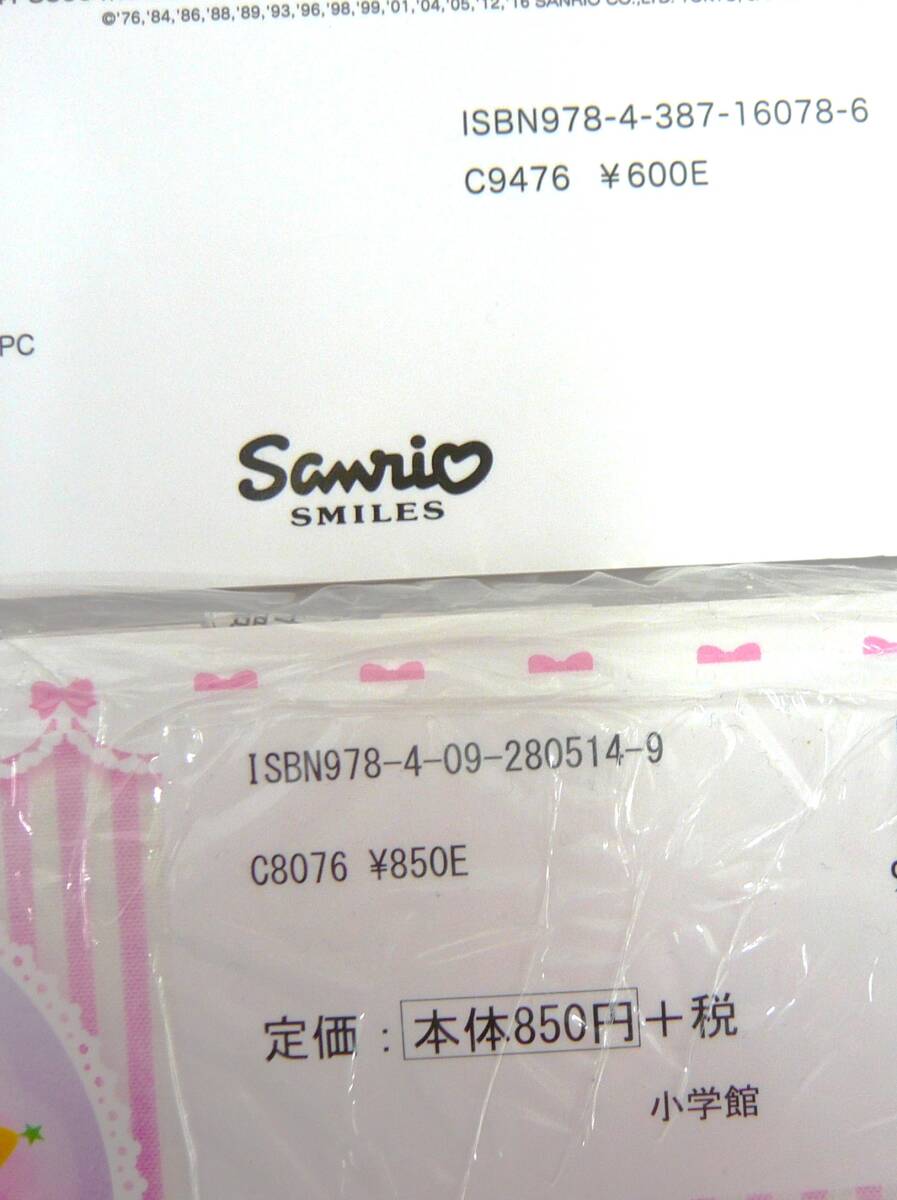 ©'76,'84,'86,'88,'89,'93,'96,'98,'99,'01,'04,'05,'12,'16 SANRIO CO.,LTD.
ISBN978-4-387-16078-6
C9476 ¥600E
PC
Sanrio
SMILES
ISBN978-4-09-280514-9
C8076 ¥850E
定価:本体850円+税
小学館